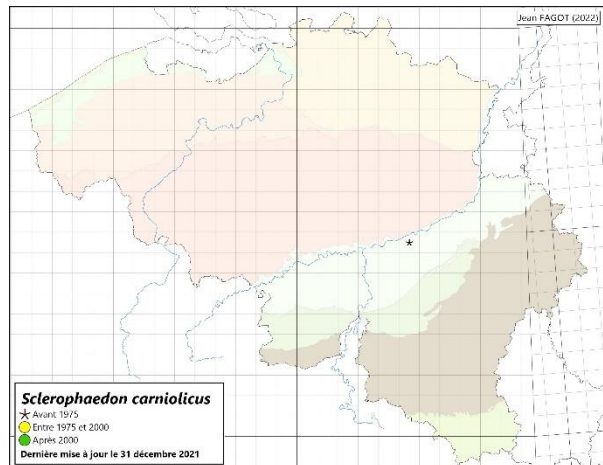 Jean FAGOT (2022)
Sclerophaedon carniolicus
Avant 1975
Entre 1975 et 2000
Après 2000
Dernière mise à jour le 31 décembre 2021